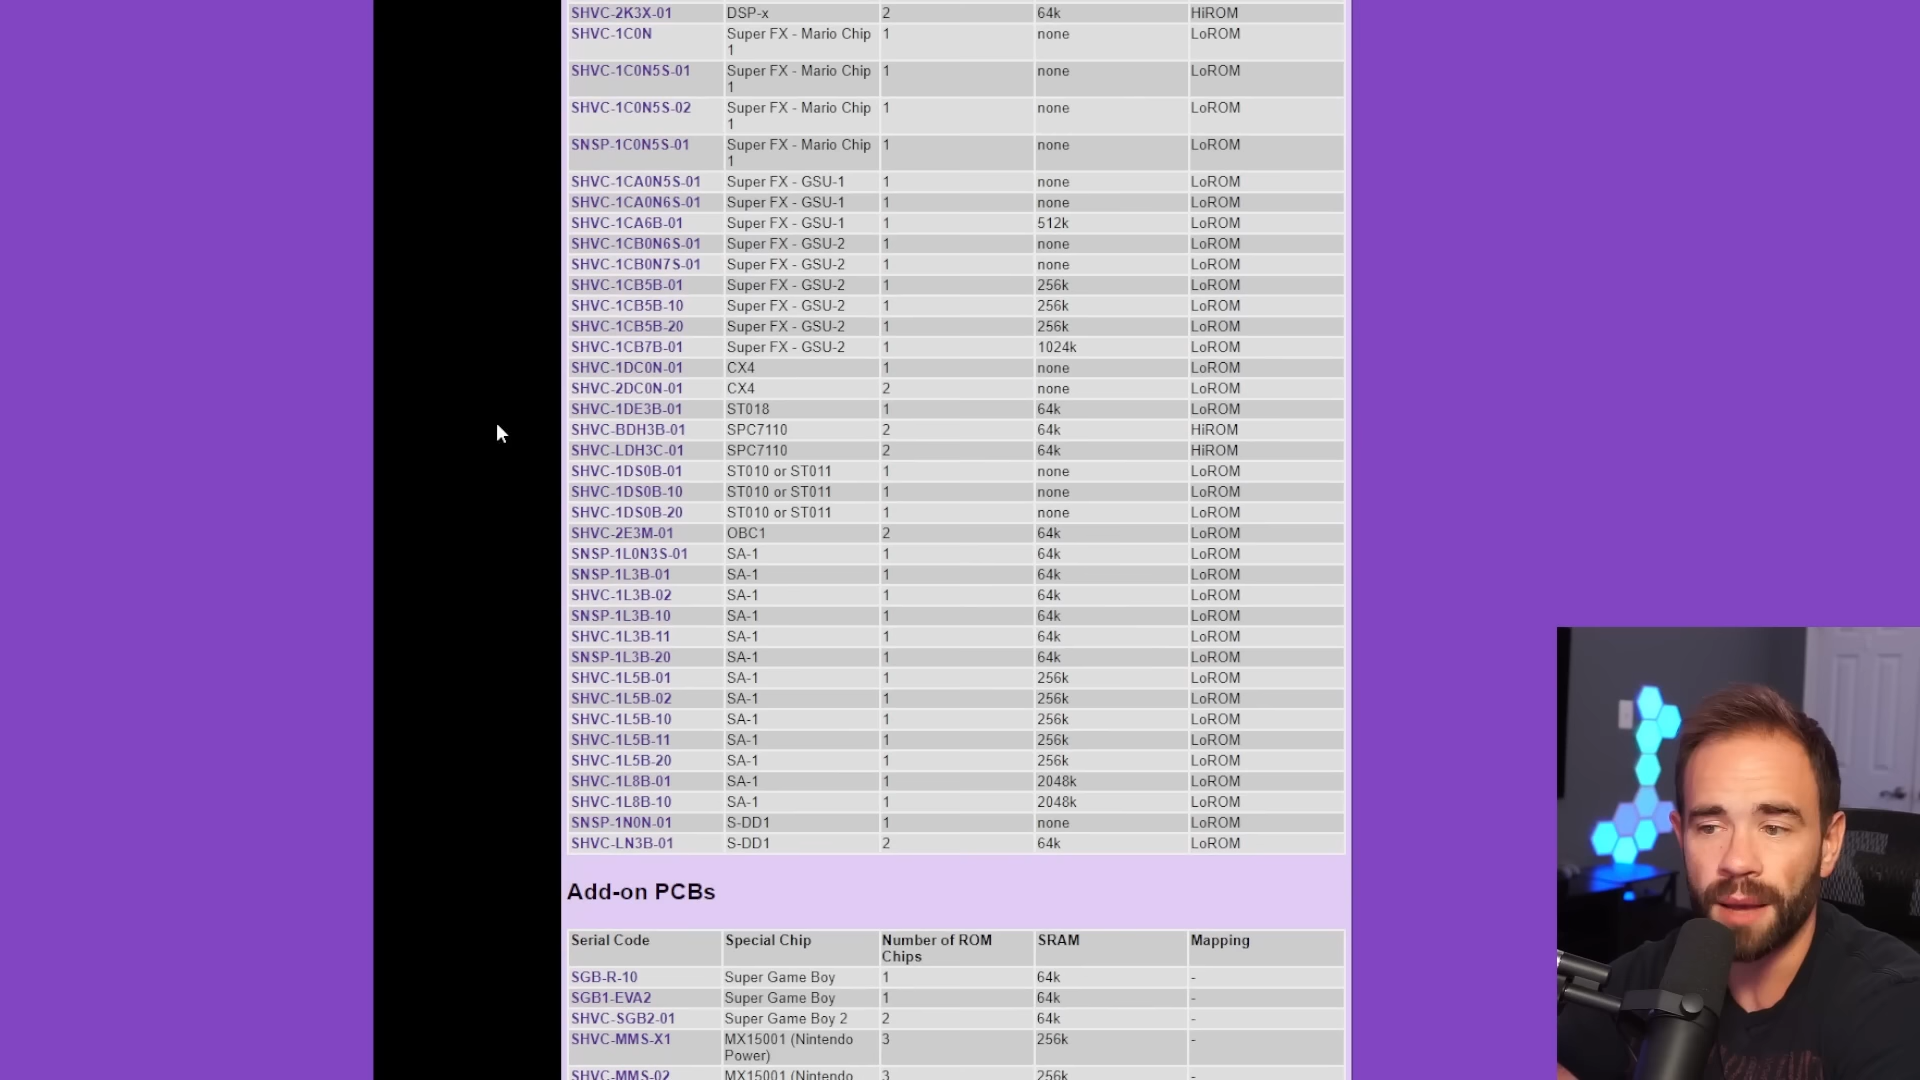 SHVC-2K3X-01 DSP-x 2 64k HiROM
SHVC-1C0N Super FX - Mario Chip 1 none LoROM
1
SHVC-1C0N5S-01 Super FX - Mario Chip 1 none LoROM
1
SHVC-1C0N5S-02 Super FX - Mario Chip 1 none LoROM
1
SNSP-1C0N5S-01 Super FX - Mario Chip 1 none LoROM
1
SHVC-1CA0N5S-01 Super FX - GSU-1 1 none LoROM
SHVC-1CA0N6S-01 Super FX - GSU-1 1 none LoROM
SHVC-1CA6B-01 Super FX - GSU-1 1 512k LoROM
SHVC-1CB0N6S-01 Super FX - GSU-2 1 none LoROM
SHVC-1CB0N7S-01 Super FX - GSU-2 1 none LoROM
SHVC-1CB5B-01 Super FX - GSU-2 1 256k LoROM
SHVC-1CB5B-10 Super FX - GSU-2 1 256k LoROM
SHVC-1CB5B-20 Super FX - GSU-2 1 256k LoROM
SHVC-1CB7B-01 Super FX - GSU-2 1 1024k LoROM
SHVC-1DC0N-01 CX4 1 none LoROM
SHVC-2DC0N-01 CX4 2 none LoROM
SHVC-1DE3B-01 ST018 1 64k LoROM
SHVC-BDH3B-01 SPC7110 2 64k HiROM
SHVC-LDH3C-01 SPC7110 2 64k HiROM
SHVC-1DS0B-01 ST010 or ST011 1 none LoROM
SHVC-1DS0B-10 ST010 or ST011 1 none LoROM
SHVC-1DS0B-20 ST010 or ST011 1 none LoROM
SHVC-2E3M-01 OBC1 2 64k LoROM
SNSP-1L0N3S-01 SA-1 1 64k LoROM
SNSP-1L3B-01 SA-1 1 64k LoROM
SHVC-1L3B-02 SA-1 1 64k LoROM
SNSP-1L3B-10 SA-1 1 64k LoROM
SHVC-1L3B-11 SA-1 1 64k LoROM
SNSP-1L3B-20 SA-1 1 64k LoROM
SHVC-1L5B-01 SA-1 1 256k LoROM
SHVC-1L5B-02 SA-1 1 256k LoROM
SHVC-1L5B-10 SA-1 1 256k LoROM
SHVC-1L5B-11 SA-1 1 256k LoROM
SHVC-1L5B-20 SA-1 1 256k LoROM
SHVC-1L8B-01 SA-1 1 2048k LoROM
SHVC-1L8B-10 SA-1 1 2048k LoROM
SNSP-1N0N-01 S-DD1 1 none LoROM
SHVC-LN3B-01 S-DD1 2 64k LoROM
Add-on PCBs
Serial Code Special Chip Number of ROM SRAM Mapping
Chips
SGB-R-10 Super Game Boy 1 64k -
SGB1-EVA2 Super Game Boy 1 64k -
SHVC-SGB2-01 Super Game Boy 2 2 64k -
SHVC-MMS-X1 MX15001 (Nintendo 3 256k -
Power)
SHVC-MMS-02 MX15001 (Nintendo 3 256k -